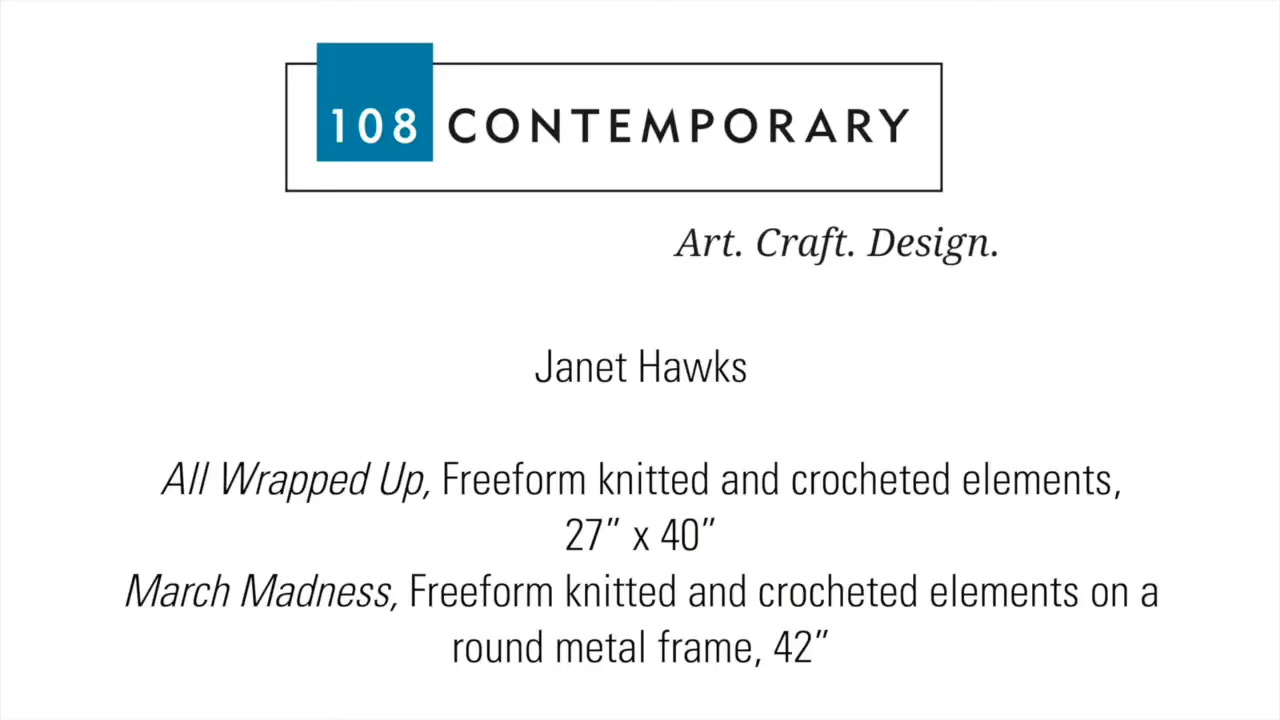 108 CONTEMPORARY
Art. Craft. Design.
Janet Hawks
All Wrapped Up, Freeform knitted and crocheted elements,
27” x 40”
March Madness, Freeform knitted and crocheted elements on a
round metal frame, 42”